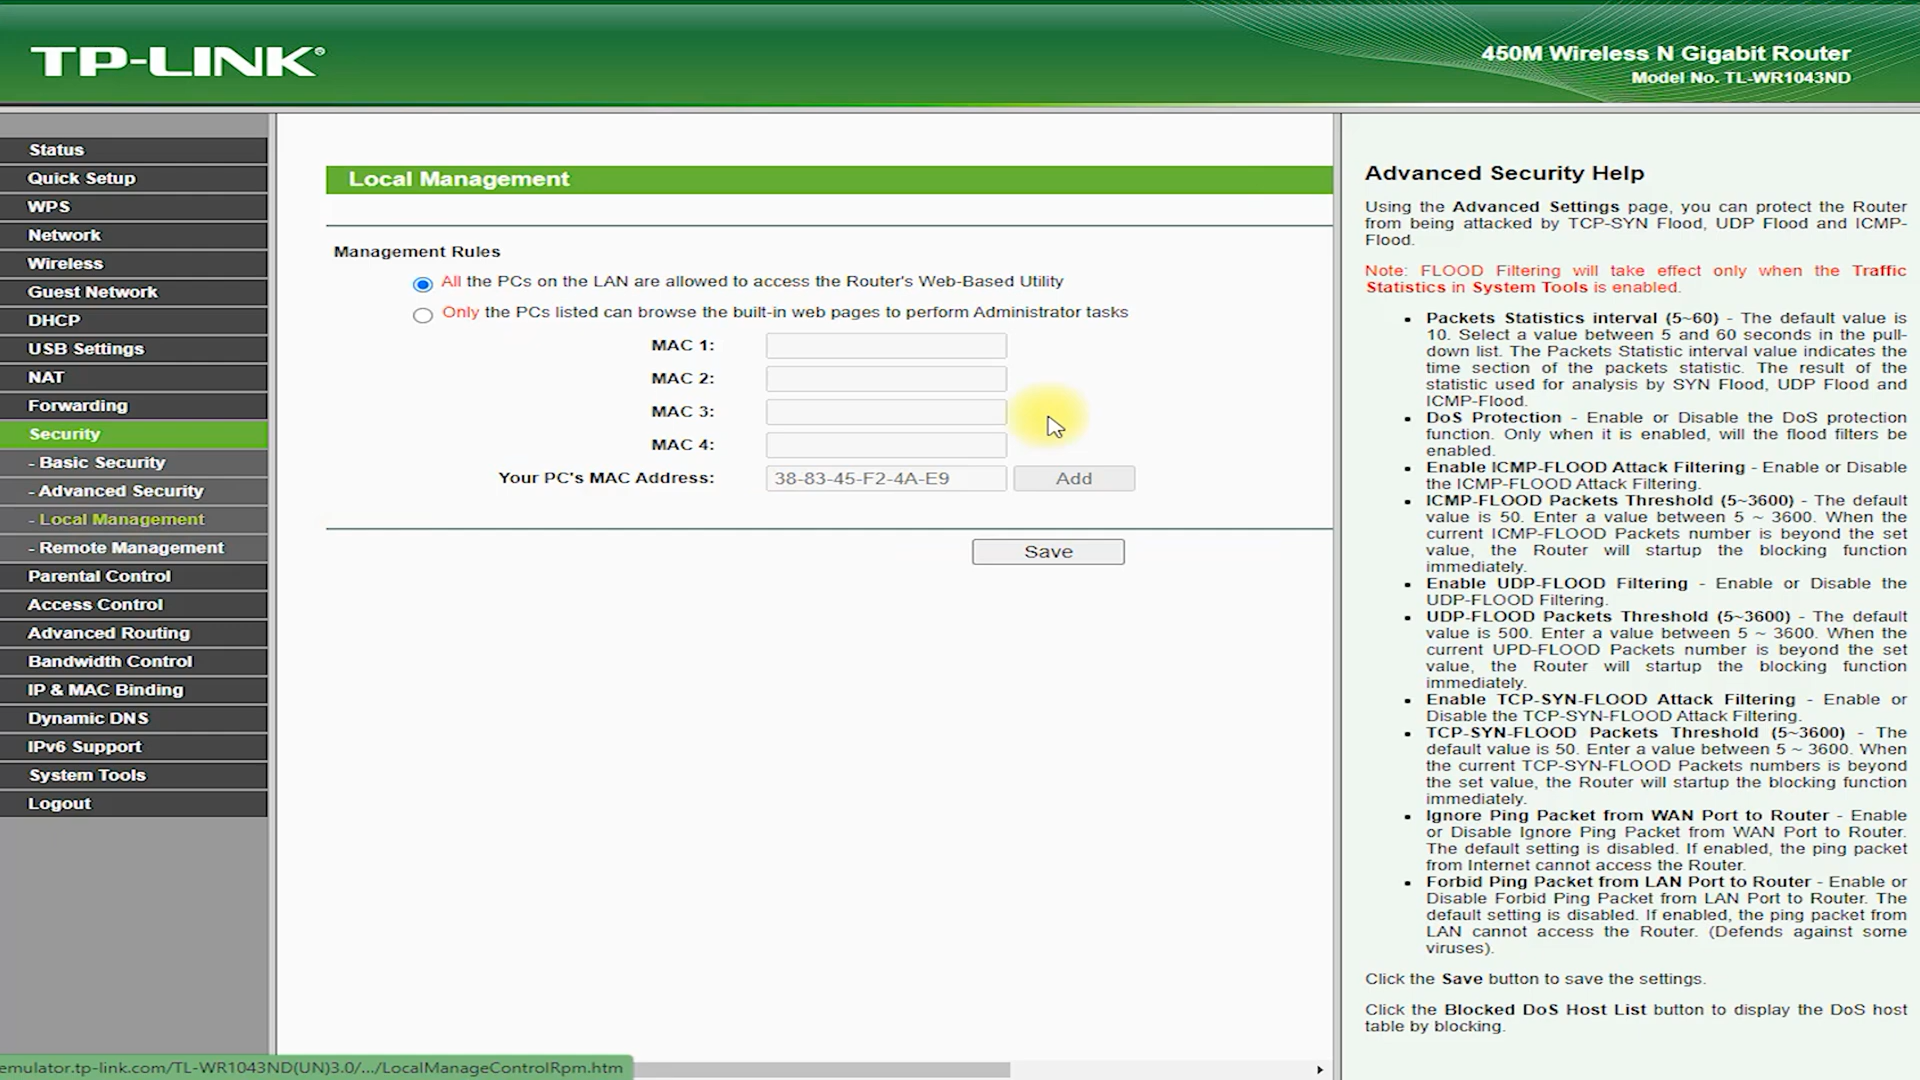 TP-LINK®
450M Wireless N Gigabit Router
Model No. TL-WR1043ND
Status
Quick Setup
WPS
Network
Wireless
Guest Network
DHCP
USB Settings
NAT
Forwarding
Security
- Basic Security
- Advanced Security
- Local Management
- Remote Management
Parental Control
Access Control
Advanced Routing
Bandwidth Control
IP & MAC Binding
Dynamic DNS
IPv6 Support
System Tools
Logout
Local Management
Management Rules
All the PCs on the LAN are allowed to access the Router's Web-Based Utility
Only the PCs listed can browse the built-in web pages to perform Administrator tasks
MAC 1:
MAC 2:
MAC 3:
MAC 4:
Your PC's MAC Address: 38-83-45-F2-4A-E9 Add
Save
Advanced Security Help
Using the Advanced Settings page, you can protect the Router
from being attacked by TCP-SYN Flood, UDP Flood and ICMP-
Flood.
Note: FLOOD Filtering will take effect only when the Traffic
Statistics in System Tools is enabled.
• Packets Statistics interval (5~60) - The default value is
10. Select a value between 5 and 60 seconds in the pull-
down list. The Packets Statistic interval value indicates the
time section of the packets statistic. The result of the
statistic used for analysis by SYN Flood, UDP Flood and
ICMP-Flood.
• DoS Protection - Enable or Disable the DoS protection
function. Only when it is enabled, will the flood filters be
enabled.
• Enable ICMP-FLOOD Attack Filtering - Enable or Disable
the ICMP-FLOOD Attack Filtering.
• ICMP-FLOOD Packets Threshold (5~3600) - The default
value is 50. Enter a value between 5 ~ 3600. When the
current ICMP-FLOOD Packets number is beyond the set
value, the Router will startup the blocking function
immediately.
• Enable UDP-FLOOD Filtering - Enable or Disable the
UDP-FLOOD Filtering.
• UDP-FLOOD Packets Threshold (5~3600) - The default
value is 500. Enter a value between 5 ~ 3600. When the
current UPD-FLOOD Packets number is beyond the set
value, the Router will startup the blocking function
immediately.
• Enable TCP-SYN-FLOOD Attack Filtering - Enable or
Disable the TCP-SYN-FLOOD Attack Filtering.
• TCP-SYN-FLOOD Packets Threshold (5~3600) - The
default value is 50. Enter a value between 5 ~ 3600. When
the current TCP-SYN-FLOOD Packets numbers is beyond
the set value, the Router will startup the blocking function
immediately.
• Ignore Ping Packet from WAN Port to Router - Enable
or Disable Ignore Ping Packet from WAN Port to Router.
The default setting is disabled. If enabled, the ping packet
from Internet cannot access the Router.
• Forbid Ping Packet from LAN Port to Router - Enable or
Disable Forbid Ping Packet from LAN Port to Router. The
default setting is disabled. If enabled, the ping packet from
LAN cannot access the Router. (Defends against some
viruses).
Click the Save button to save the settings.
Click the Blocked DoS Host List button to display the DoS host
table by blocking.
emulator.tp-link.com/TL-WR1043ND(UN)3.0/.../LocalManageControlRpm.htm